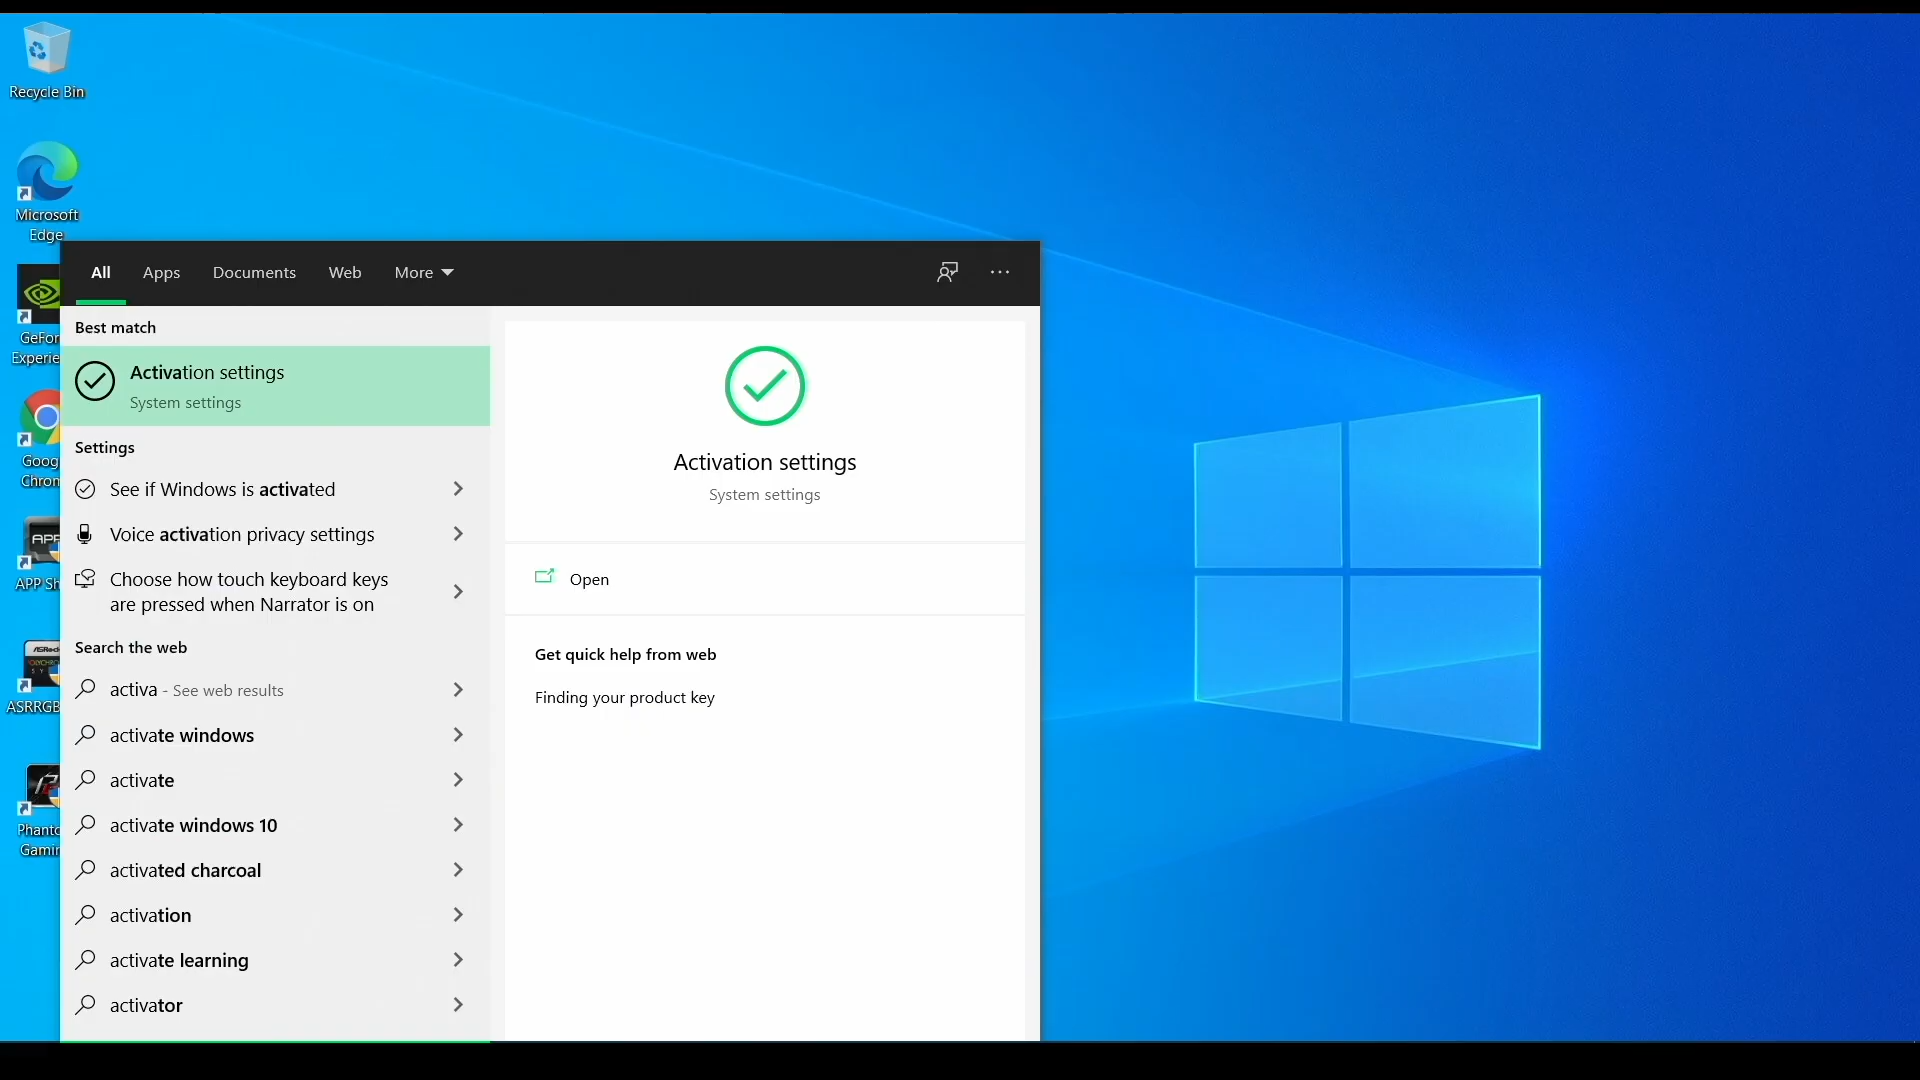 Recycle Bin
Microsoft
Edge
GeFor
Experie
Goog
Chrom
APP Sh
ASRRGB
Phanto
Gamin
All
Apps
Documents
Web
More
Best match
Activation settings
System settings
Settings
See if Windows is activated
Voice activation privacy settings
Choose how touch keyboard keys
are pressed when Narrator is on
Search the web
activa - See web results
activate windows
activate
activate windows 10
activated charcoal
activation
activate learning
activator
Activation settings
System settings
Open
Get quick help from web
Finding your product key